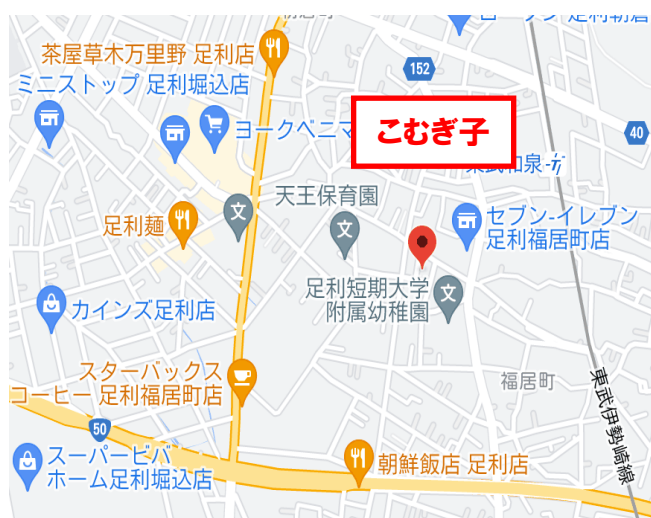 茶屋草木万里野 足利店
ミニストップ 足利堀込店
152
こむぎ子
40
ヨークベニマ
天王保育園
足利麺
セブン-イレブン
足利福居町店
足利短期大学
附属幼稚園
カインズ足利店
スターバックス
コーヒー 足利福居町店
福居町
東武伊勢崎線
50
スーパービバ
ホーム足利堀込店
朝鮮飯店 足利店
文
文
文